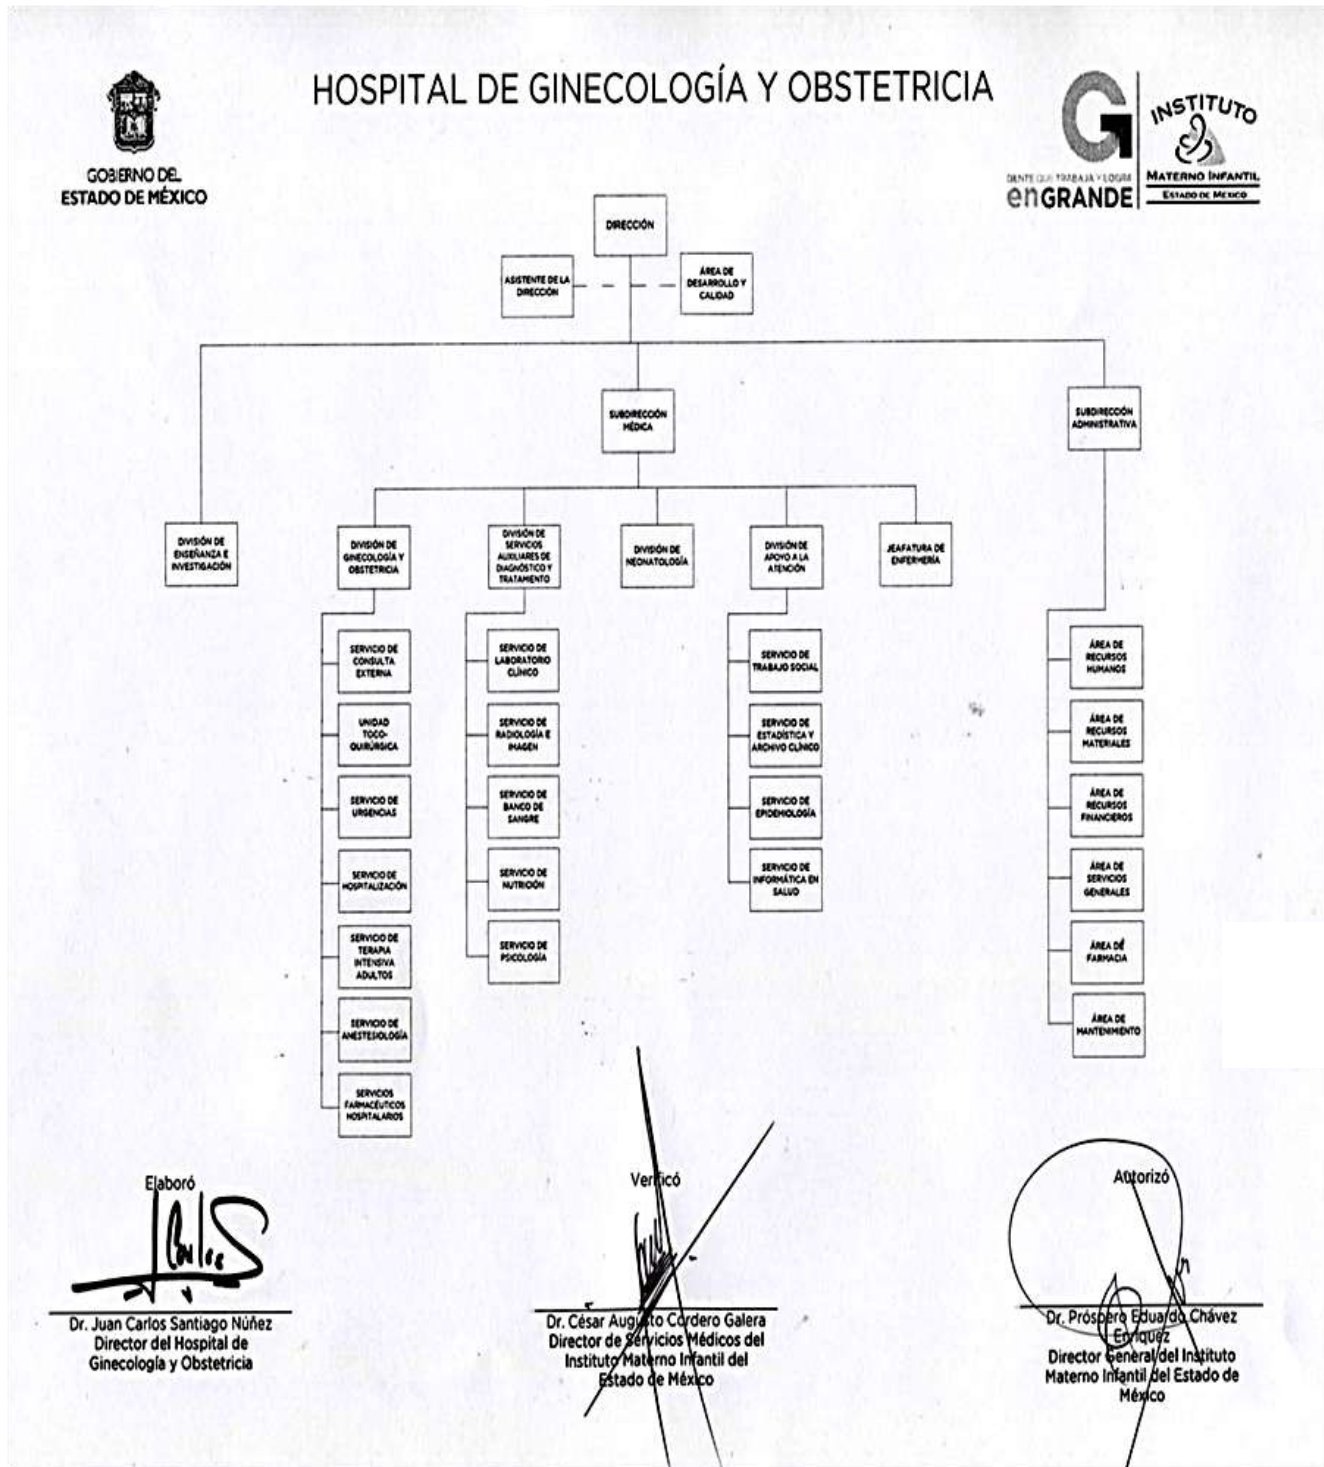 HOSPITAL DE GINECOLOGÍA Y OBSTETRICIA
GOBIERNO DEL
ESTADO DE MÉXICO
GENTE QUE TRABAJA Y LOGRA
enGRANDE
INSTITUTO
MATERNO INFANTIL
ESTADO DE MÉXICO
DIRECCIÓN
ASISTENTE DE LA
DIRECCIÓN
ÁREA DE
DESARROLLO Y
CALIDAD
SUBDIRECCIÓN
MÉDICA
SUBDIRECCIÓN
ADMINISTRATIVA
DIVISIÓN DE
ENSEÑANZA E
INVESTIGACIÓN
DIVISIÓN DE
GINECOLOGÍA Y
OBSTETRICIA
DIVISIÓN DE
SERVICIOS
AUXILIARES DE
DIAGNÓSTICO Y
TRATAMIENTO
DIVISIÓN DE
NEONATOLOGÍA
DIVISIÓN DE
APOYO A LA
ATENCIÓN
JEAFATURA DE
ENFERMERÍA
SERVICIO DE
CONSULTA
EXTERNA
UNIDAD
TOCO-
QUIRÚRGICA
SERVICIO DE
URGENCIAS
SERVICIO DE
HOSPITALIZACIÓN
SERVICIO DE
TERAPIA
INTENSIVA
ADULTOS
SERVICIO DE
ANESTESIOLOGÍA
SERVICIOS
FARMACÉUTICOS
HOSPITALARIOS
SERVICIO DE
LABORATORIO
CLÍNICO
SERVICIO DE
RADIOLOGÍA E
IMAGEN
SERVICIO DE
BANCO DE
SANGRE
SERVICIO DE
NUTRICIÓN
SERVICIO DE
PSICOLOGÍA
SERVICIO DE
TRABAJO SOCIAL
SERVICIO DE
ESTADÍSTICA Y
ARCHIVO CLÍNICO
SERVICIO DE
EPIDEMIOLOGÍA
SERVICIO DE
INFORMÁTICA EN
SALUD
ÁREA DE
RECURSOS
HUMANOS
ÁREA DE
RECURSOS
MATERIALES
ÁREA DE
RECURSOS
FINANCIEROS
ÁREA DE
SERVICIOS
GENERALES
ÁREA DE
FARMACIA
ÁREA DE
MANTENIMIENTO
Elaboró
Dr. Juan Carlos Santiago Núñez
Director del Hospital de
Ginecología y Obstetricia
Verificó
Dr. César Augusto Cordero Galera
Director de Servicios Médicos del
Instituto Materno Infantil del
Estado de México
Autorizó
Dr. Próspero Eduardo Chávez
Enríquez
Director General del Instituto
Materno Infantil del Estado de
México